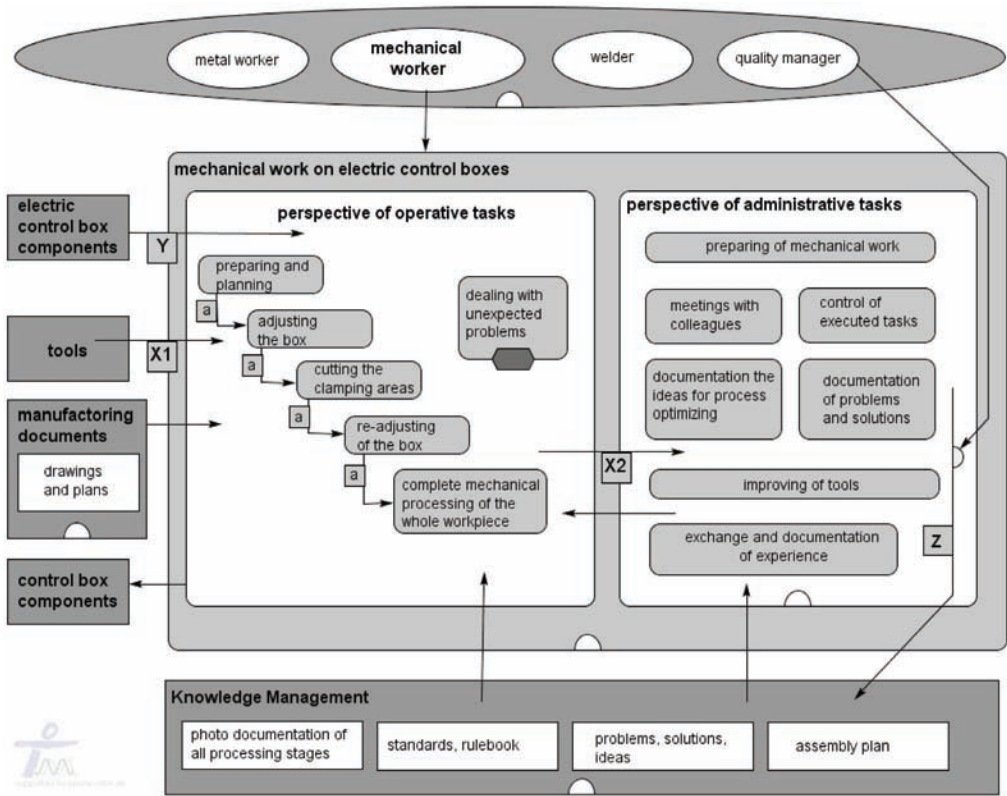 metal worker
mechanical
worker
welder
quality manager
mechanical work on electric control boxes
electric
control box
components
Y
tools
X1
manufactoring
documents
drawings
and plans
control box
components
perspective of operative tasks
preparing and
planning
a
adjusting
the box
a
cutting the
clamping areas
a
re-adjusting
of the box
a
complete mechanical
processing of the
whole workpiece
dealing with
unexpected
problems
X2
perspective of administrative tasks
preparing of mechanical work
meetings with
colleagues
control of
executed tasks
documentation the
ideas for process
optimizing
documentation
of problems
and solutions
improving of tools
exchange and documentation
of experience
Z
Knowledge Management
photo documentation of
all processing stages
standards, rulebook
problems, solutions,
ideas
assembly plan